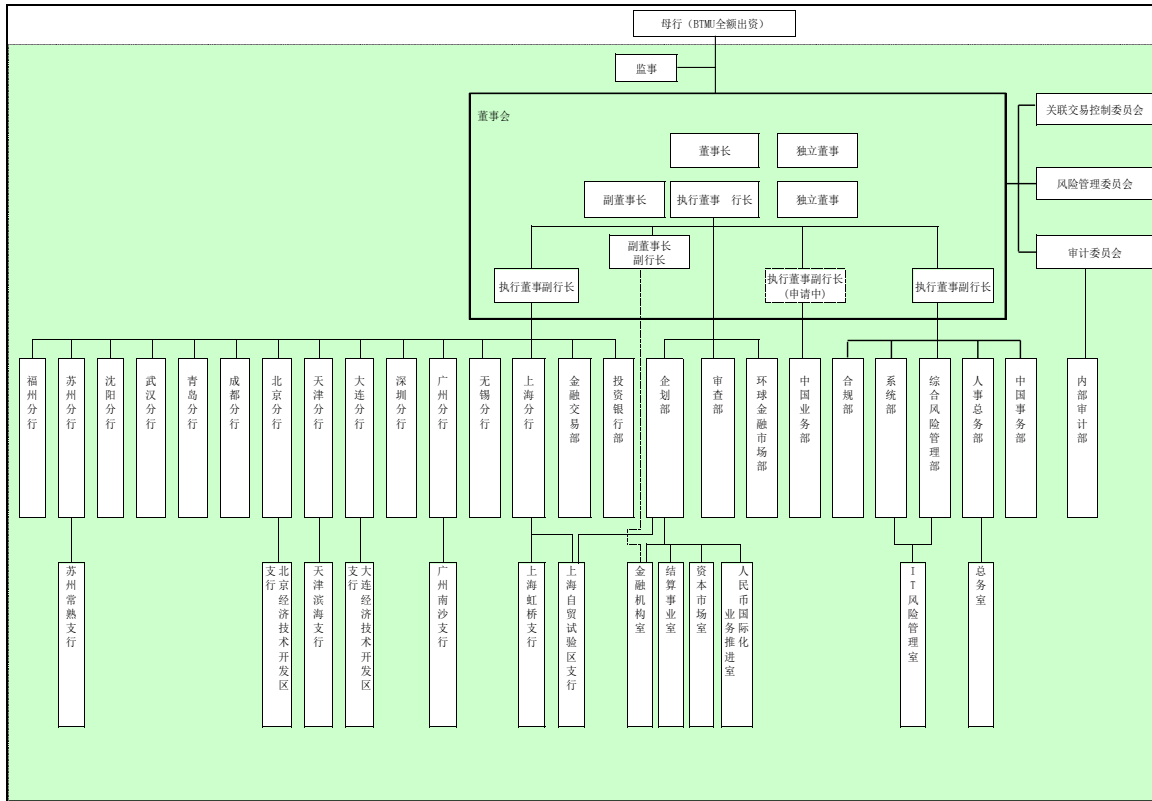 母行（BTMU全额出资）
监事
董事会
关联交易控制委员会
董事长
独立董事
风险管理委员会
副董事长
执行董事　行长
独立董事
副董事长
副行长
审计委员会
执行董事副行长
执行董事副行长
(申请中)
执行董事副行长
福州分行
苏州分行
沈阳分行
武汉分行
青岛分行
成都分行
北京分行
天津分行
大连分行
深圳分行
广州分行
无锡分行
上海分行
金融交易部
投资银行部
企划部
审查部
环球金融市场部
中国业务部
合规部
系统部
综合风险管理部
人事总务部
中国事务部
内部审计部
苏州常熟支行
北京经济技术开发区
支行
天津滨海支行
大连经济技术开发区
支行
广州南沙支行
上海虹桥支行
上海自贸试验区支行
金融机构室
结算事业室
资本市场室
人民币国际化
业务推进室
IT风险管理室
总务室